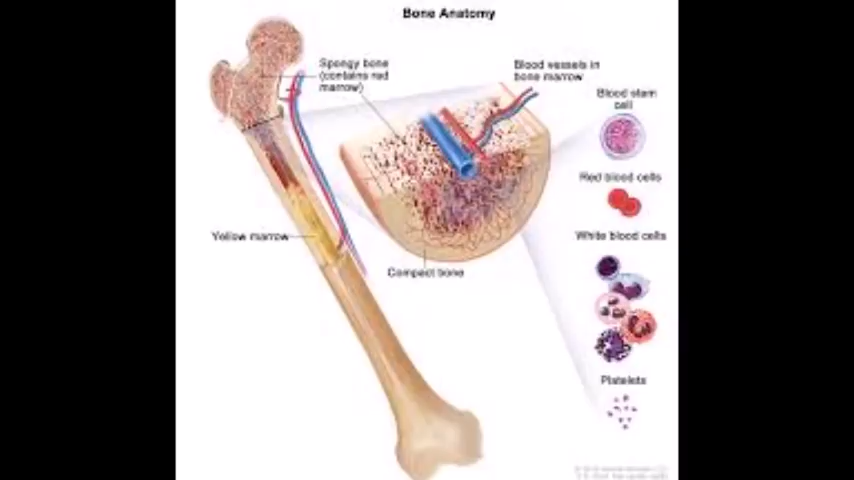 Bone Anatomy
Spongy bone
(contains red
marrow)
Blood vessels in
bone marrow
Blood stem
cell
Red blood cells
White blood cells
Yellow marrow
Compact bone
Platelets